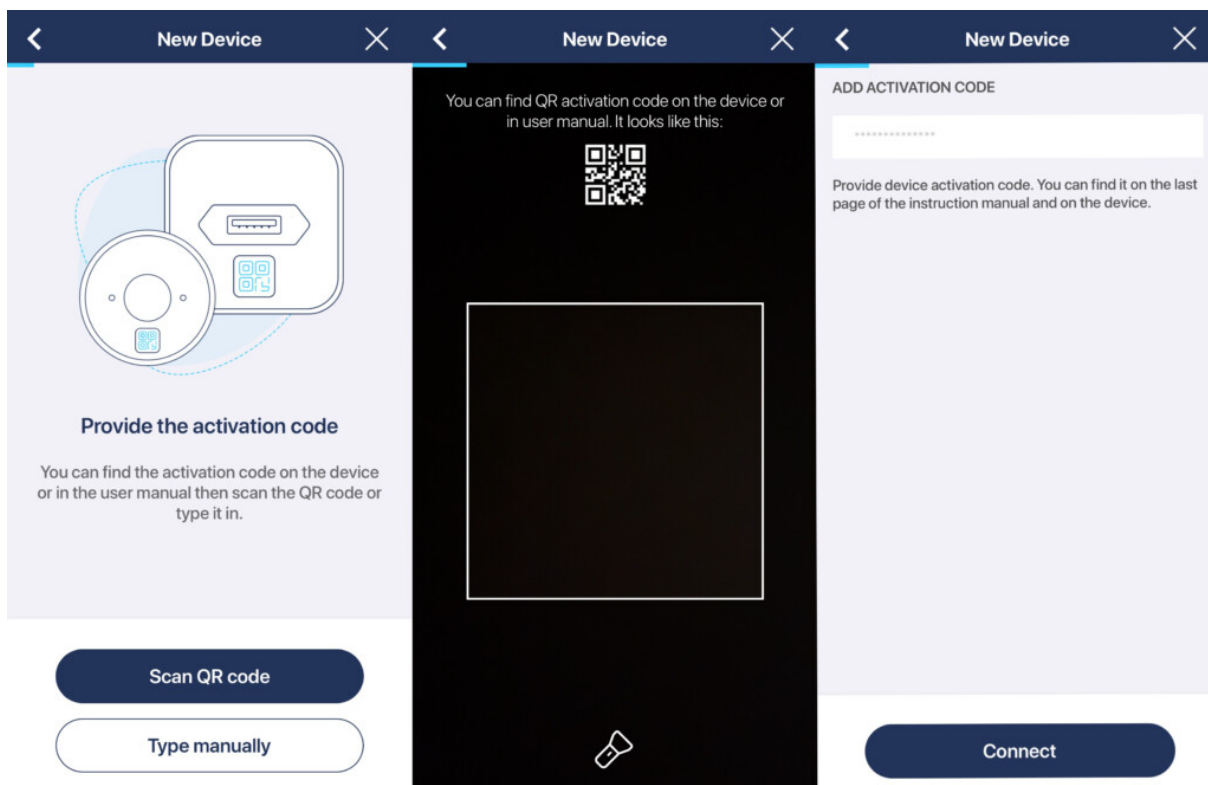 New Device
Provide the activation code
You can find the activation code on the device
or in the user manual then scan the QR code or
type it in.
Scan QR code
Type manually
New Device
You can find QR activation code on the device or
in user manual. It looks like this:
New Device
ADD ACTIVATION CODE
**************
Provide device activation code. You can find it on the last
page of the instruction manual and on the device.
Connect